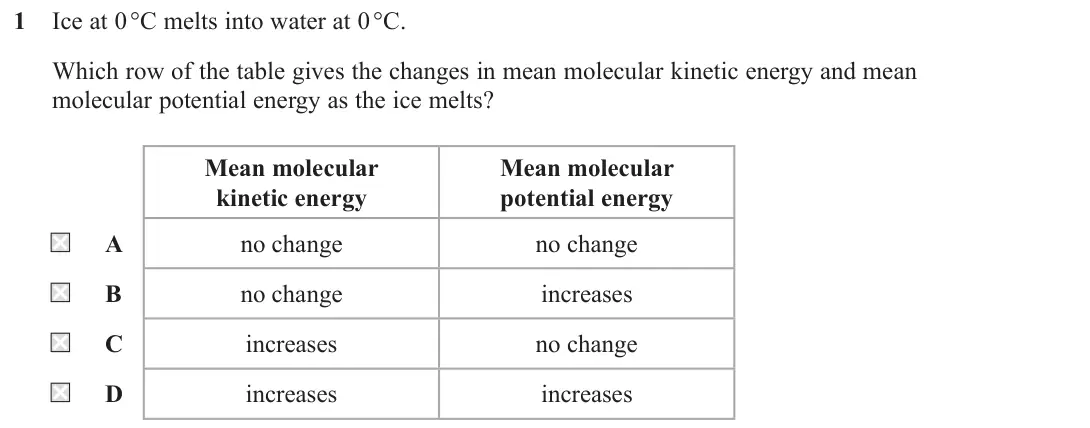 1 Ice at 0 °C melts into water at 0 °C.
Which row of the table gives the changes in mean molecular kinetic energy and mean
molecular potential energy as the ice melts?
Mean molecular kinetic energy Mean molecular potential energy
A no change no change
B no change increases
C increases no change
D increases increases